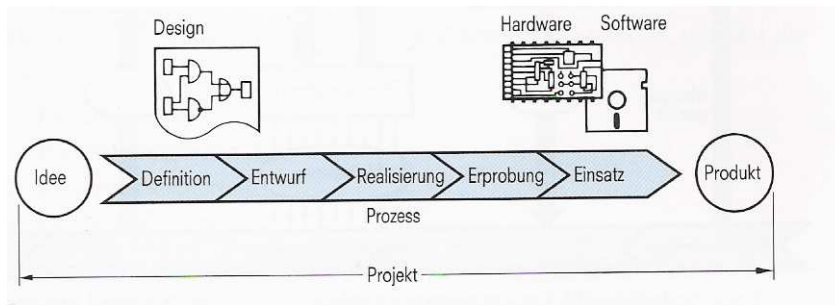 Design
Hardware Software
Idee Definition Entwurf Realisierung Erprobung Einsatz Produkt
Prozess
Projekt